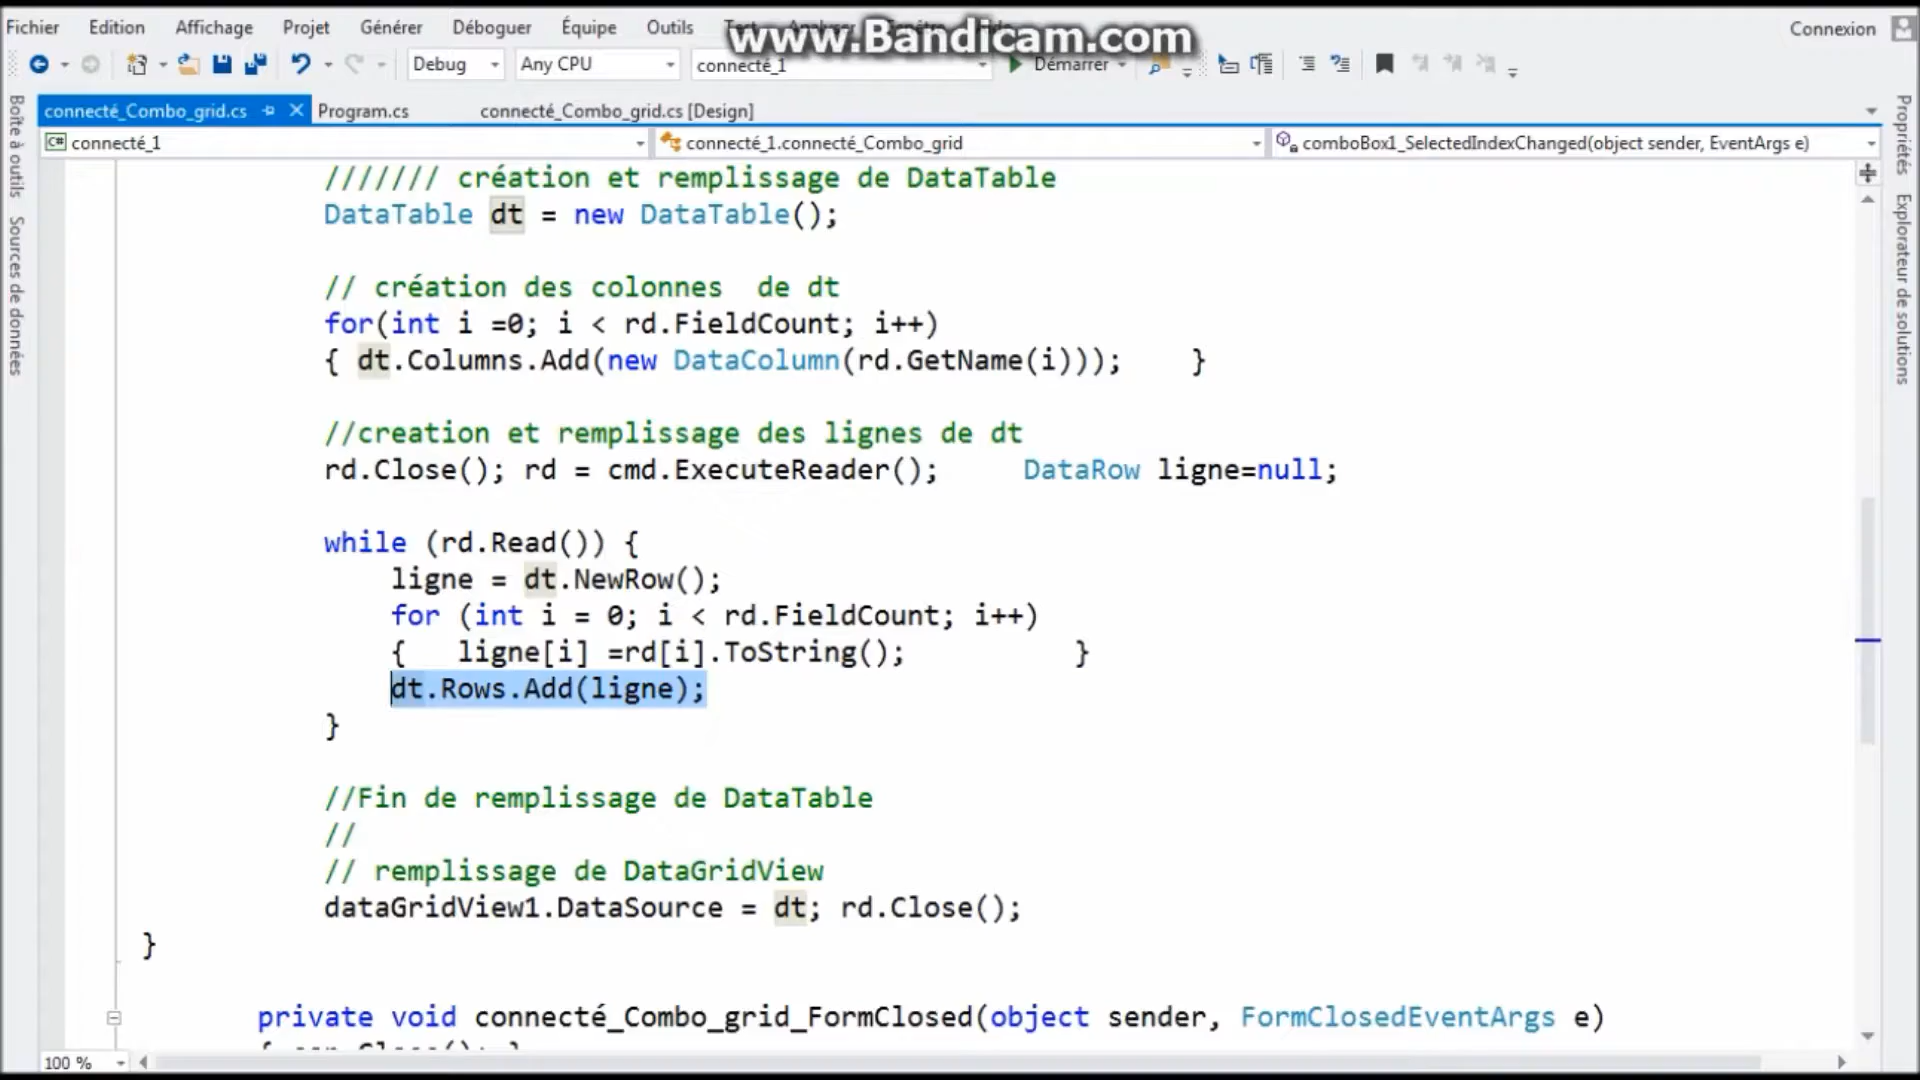 Fichier Edition Affichage Projet Générer Déboguer Équipe Outils
www.Bandicam.com
Connexion
Debug Any CPU connecté_1 Démarrer
connecté_Combo_grid.cs Program.cs connecté_Combo_grid.cs [Design]
C# connecté_1 connecté_1.connecté_Combo_grid comboBox1_SelectedIndexChanged(object sender, EventArgs e)
Boîte à outils
Sources de données
Propriétés
Explorateur de solutions
/////// création et remplissage de DataTable
DataTable dt = new DataTable();
// création des colonnes  de dt
for(int i =0; i < rd.FieldCount; i++)
{ dt.Columns.Add(new DataColumn(rd.GetName(i)));    }
//creation et remplissage des lignes de dt
rd.Close(); rd = cmd.ExecuteReader();     DataRow ligne=null;
while (rd.Read()) {
ligne = dt.NewRow();
for (int i = 0; i < rd.FieldCount; i++)
{   ligne[i] =rd[i].ToString();          }
dt.Rows.Add(ligne);
}
//Fin de remplissage de DataTable
//
// remplissage de DataGridView
dataGridView1.DataSource = dt; rd.Close();
}
private void connecté_Combo_grid_FormClosed(object sender, FormClosedEventArgs e)
100 %